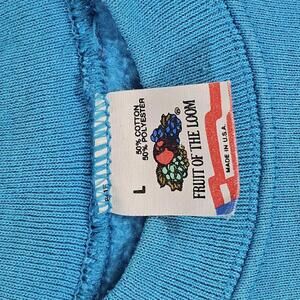 50% COTTON
50% POLYESTER
L
®
FRUIT OF THE LOOM
MADE IN U.S.A.